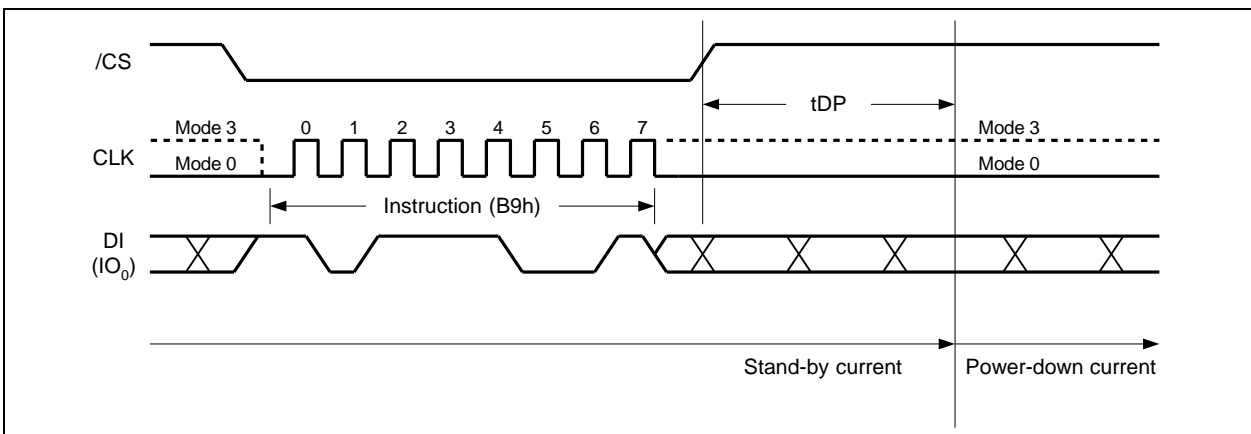 /CS
tDP
Mode 3 0 1 2 3 4 5 6 7 Mode 3
CLK
Mode 0 Mode 0
Instruction (B9h)
DI
(IO₀)
Stand-by current Power-down current